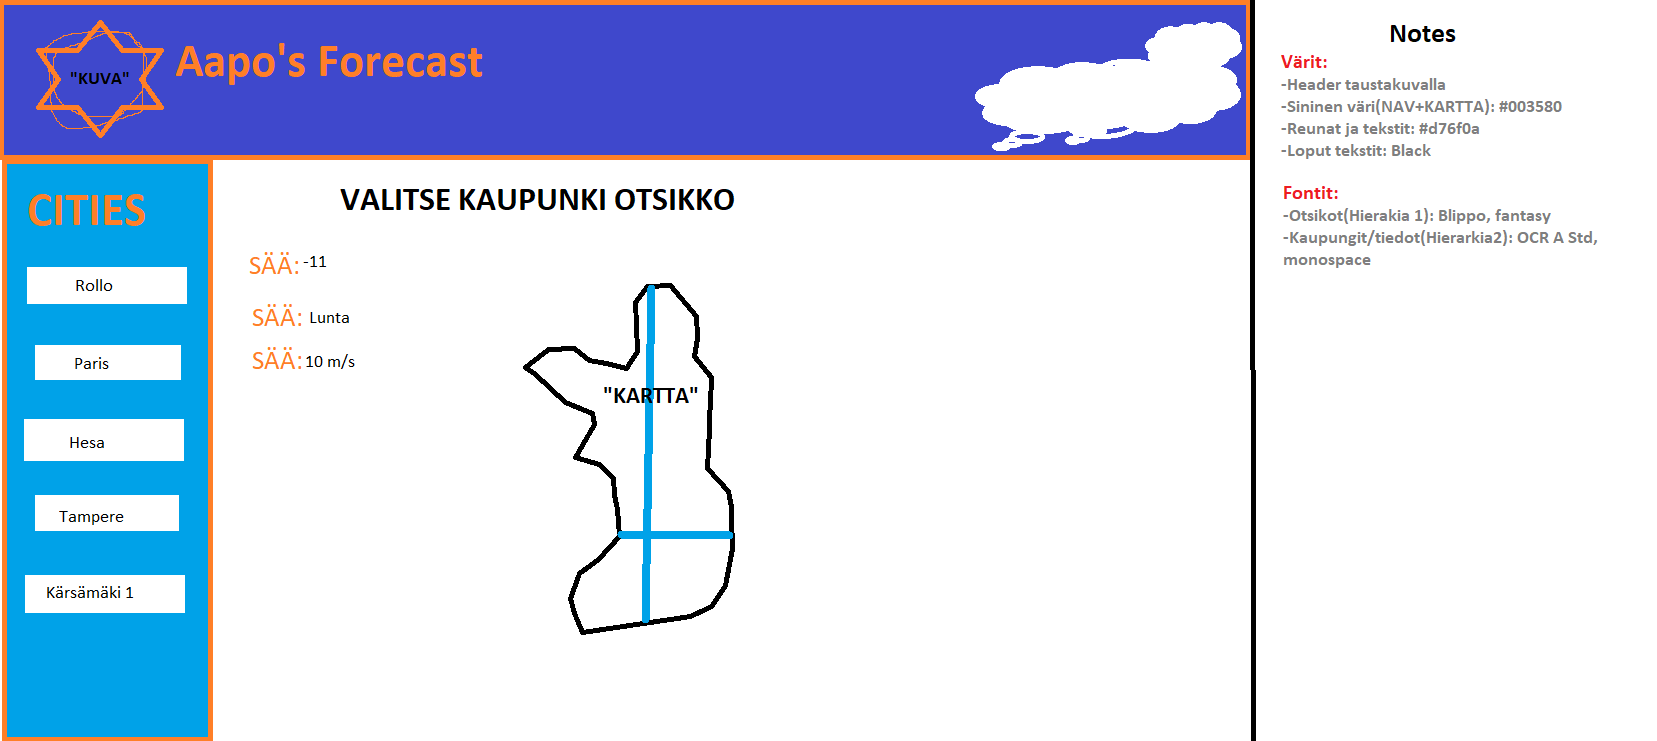 "KUVA"
Aapo's Forecast
CITIES
Rollo
Paris
Hesa
Tampere
Kärsämäki 1
VALITSE KAUPUNKI OTSIKKO
SÄÄ: -11
SÄÄ: Lunta
SÄÄ: 10 m/s
"KARTTA"
Notes
Värit:
-Header taustakuvalla
-Sininen väri(NAV+KARTTA): #003580
-Reunat ja tekstit: #d76f0a
-Loput tekstit: Black
Fontit:
-Otsikot(Hierakia 1): Blippo, fantasy
-Kaupungit/tiedot(Hierarkia2): OCR A Std,
monospace